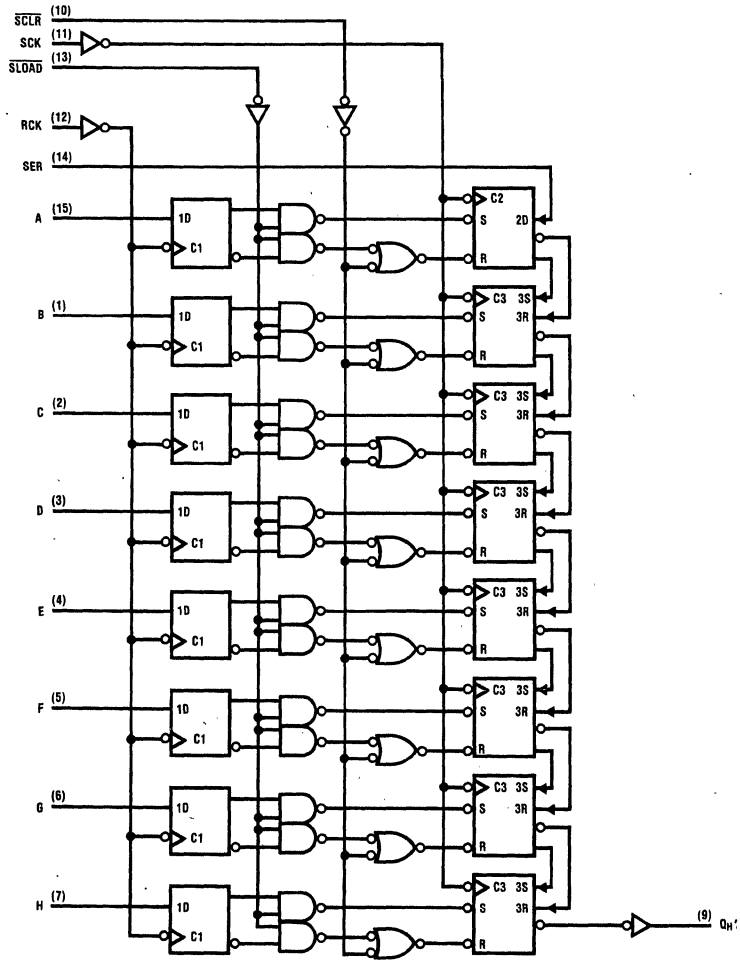 SCLR (10)
SCK (11)
SLOAD (13)
RCK (12)
SER (14)
A (15) 1D C1 C2 S 2D R
B (1) 1D C1 C3 3S S 3R R
C (2) 1D C1 C3 3S S 3R R
D (3) 1D C1 C3 3S S 3R R
E (4) 1D C1 C3 3S S 3R R
F (5) 1D C1 C3 3S S 3R R
G (6) 1D C1 C3 3S S 3R R
H (7) 1D C1 C3 3S S 3R R
(9) QH'